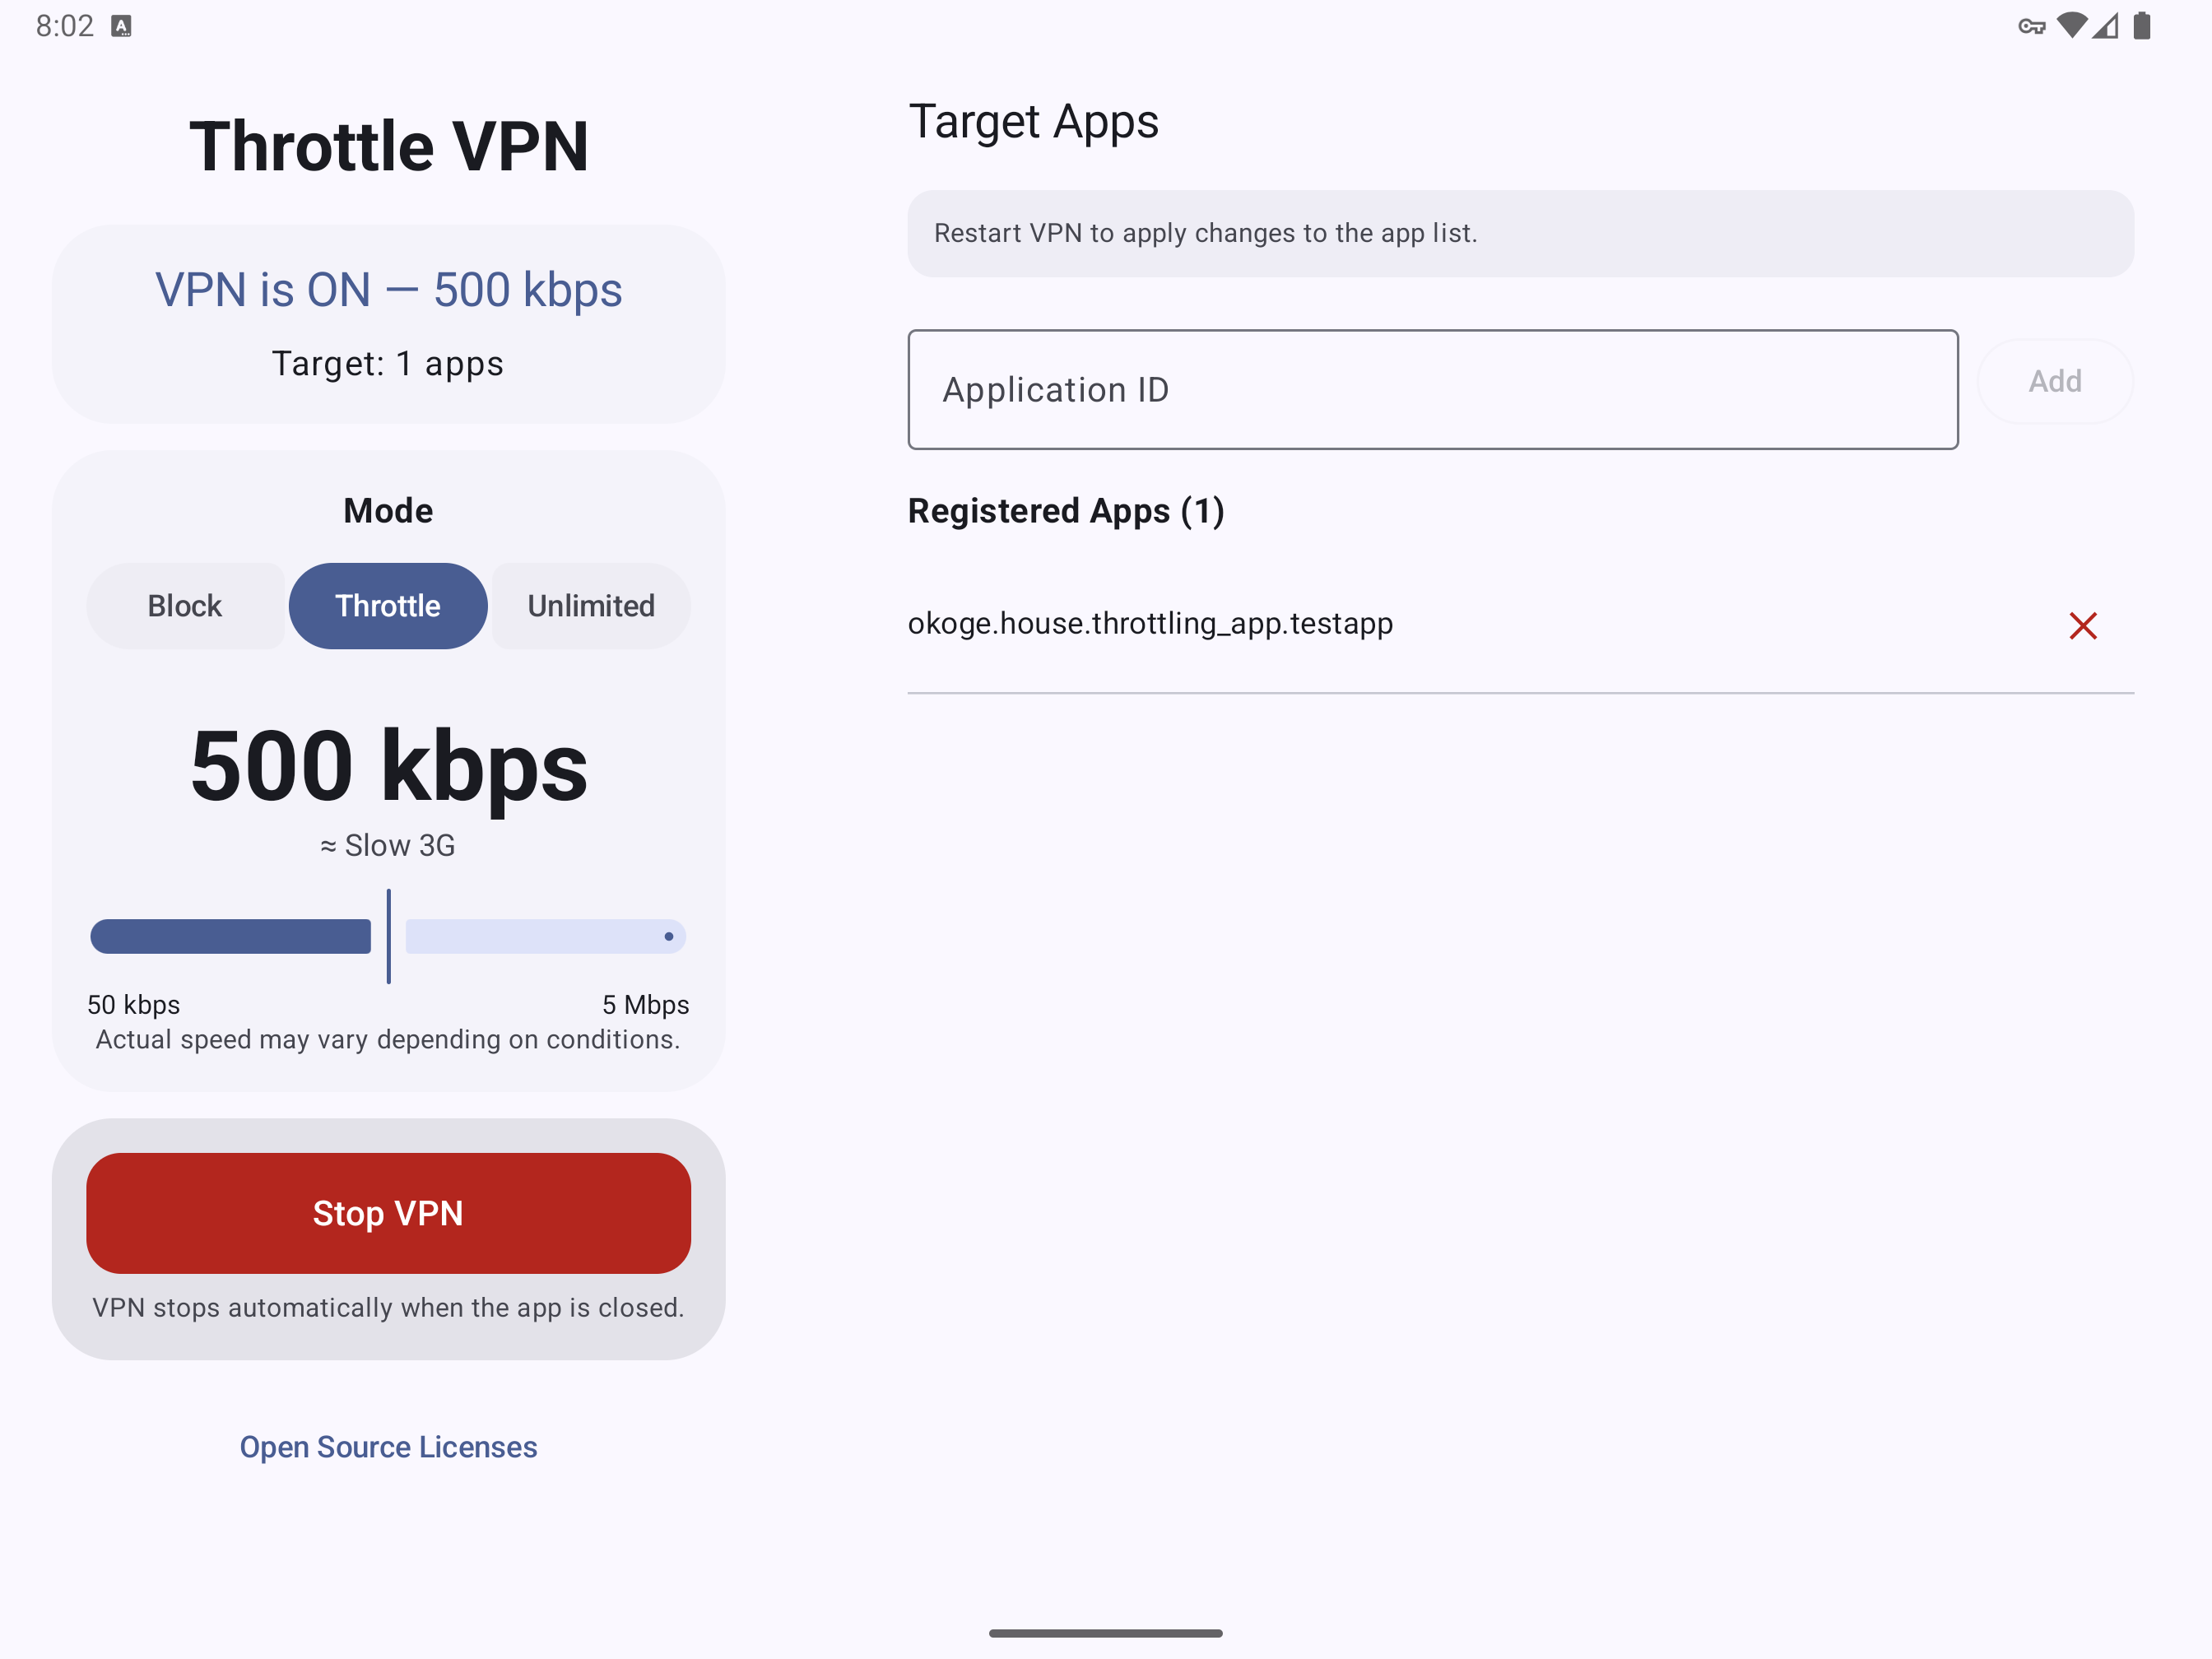 8:02
Throttle VPN
VPN is ON — 500 kbps
Target: 1 apps
Mode
Block
Throttle
Unlimited
500 kbps
≈ Slow 3G
50 kbps
5 Mbps
Actual speed may vary depending on conditions.
Stop VPN
VPN stops automatically when the app is closed.
Open Source Licenses
Target Apps
Restart VPN to apply changes to the app list.
Application ID
Add
Registered Apps (1)
okoge.house.throttling_app.testapp